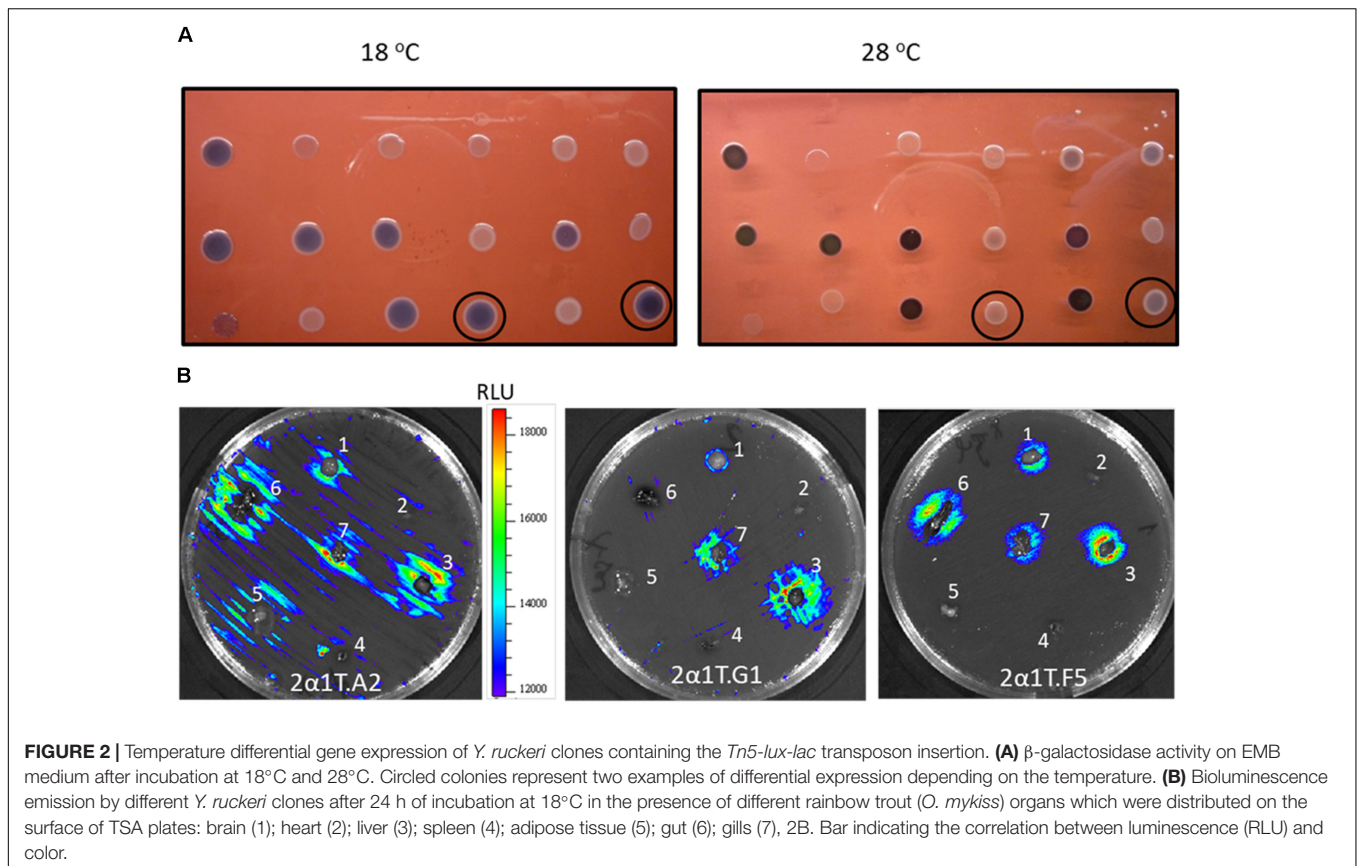 A
18 °C
28 °C
B
RLU
18000
16000
14000
12000
1
2
3
4
5
6
7
2α1T.A2
1
2
3
4
5
6
7
2α1T.G1
1
2
3
4
5
6
7
2α1T.F5
FIGURE 2 | Temperature differential gene expression of Y. ruckeri clones containing the Tn5-lux-lac transposon insertion. (A) β-galactosidase activity on EMB
medium after incubation at 18°C and 28°C. Circled colonies represent two examples of differential expression depending on the temperature. (B) Bioluminescence
emission by different Y. ruckeri clones after 24 h of incubation at 18°C in the presence of different rainbow trout (O. mykiss) organs which were distributed on the
surface of TSA plates: brain (1); heart (2); liver (3); spleen (4); adipose tissue (5); gut (6); gills (7), 2B. Bar indicating the correlation between luminescence (RLU) and
color.